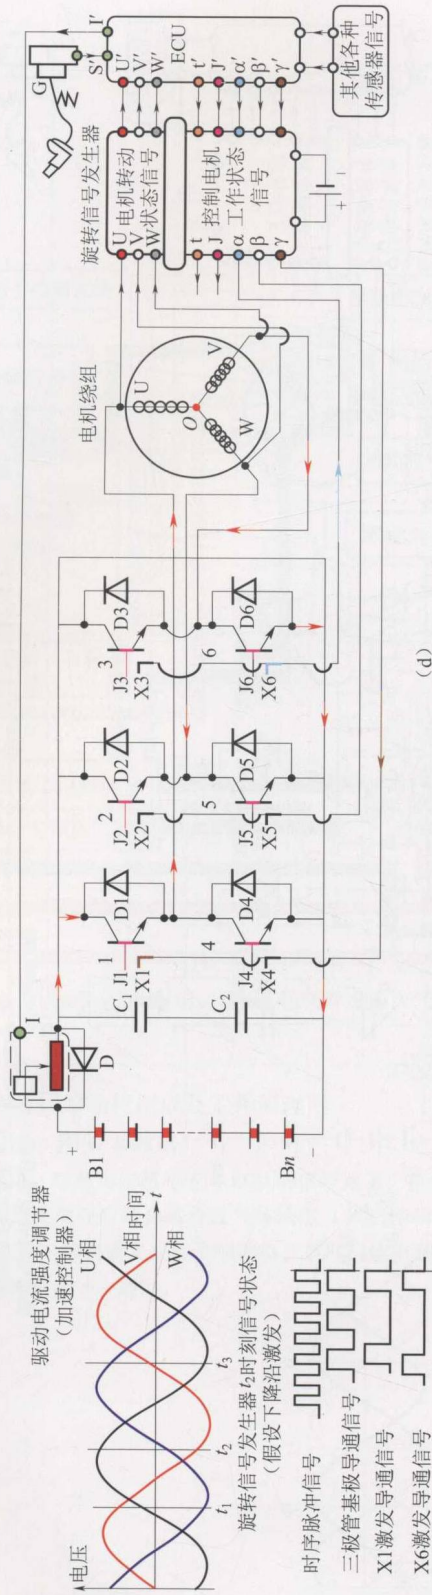 驱动电流强度调节器
（加速控制器）
电压
U相
V相
时间
t
W相
t₁
t₂
t₃
旋转信号发生器t₂时刻信号状态
（假设下降沿激发）
时序脉冲信号
三极管基极导通信号
X1激发导通信号
X6激发导通信号
I
D
+
B1
Bn
−
C₁
C₂
1
J1
X1
D1
4
J4
X4
D4
2
J2
X2
D2
5
J5
X5
D5
3
J3
X3
D3
6
J6
X6
D6
电机绕组
U
O
V
W
旋转信号发生器
U
V
W
电机转动
状态信号
t
J
α
β
γ
控制电机
工作状态
信号
+
−
G
I′
S′
U′
V′
W′
ECU
t′
J′
α′
β′
γ′
其他各种
传感器信号
(d)